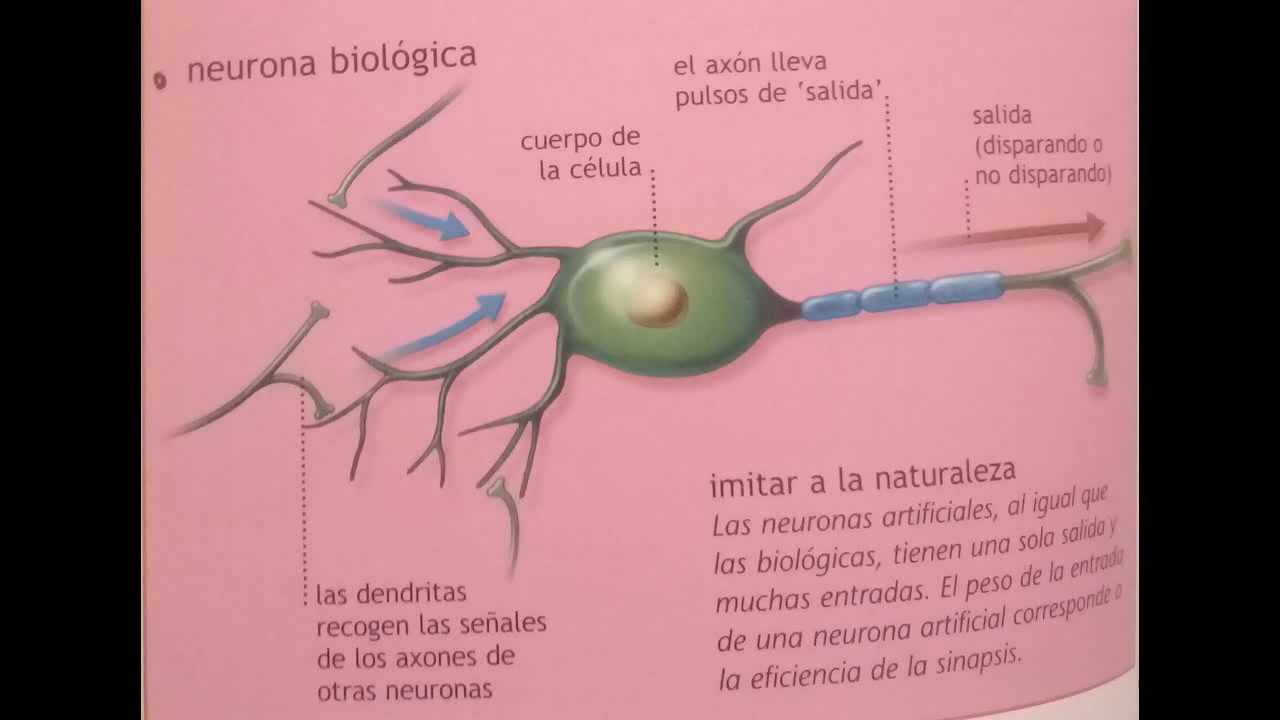 neurona biológica
el axón lleva
pulsos de 'salida'
salida
(disparando o
no disparando)
cuerpo de
la célula
las dendritas
recogen las señales
de los axones de
otras neuronas
imitar a la naturaleza
Las neuronas artificiales, al igual que
las biológicas, tienen una sola salida y
muchas entradas. El peso de la entrada
de una neurona artificial corresponde a
la eficiencia de la sinapsis.